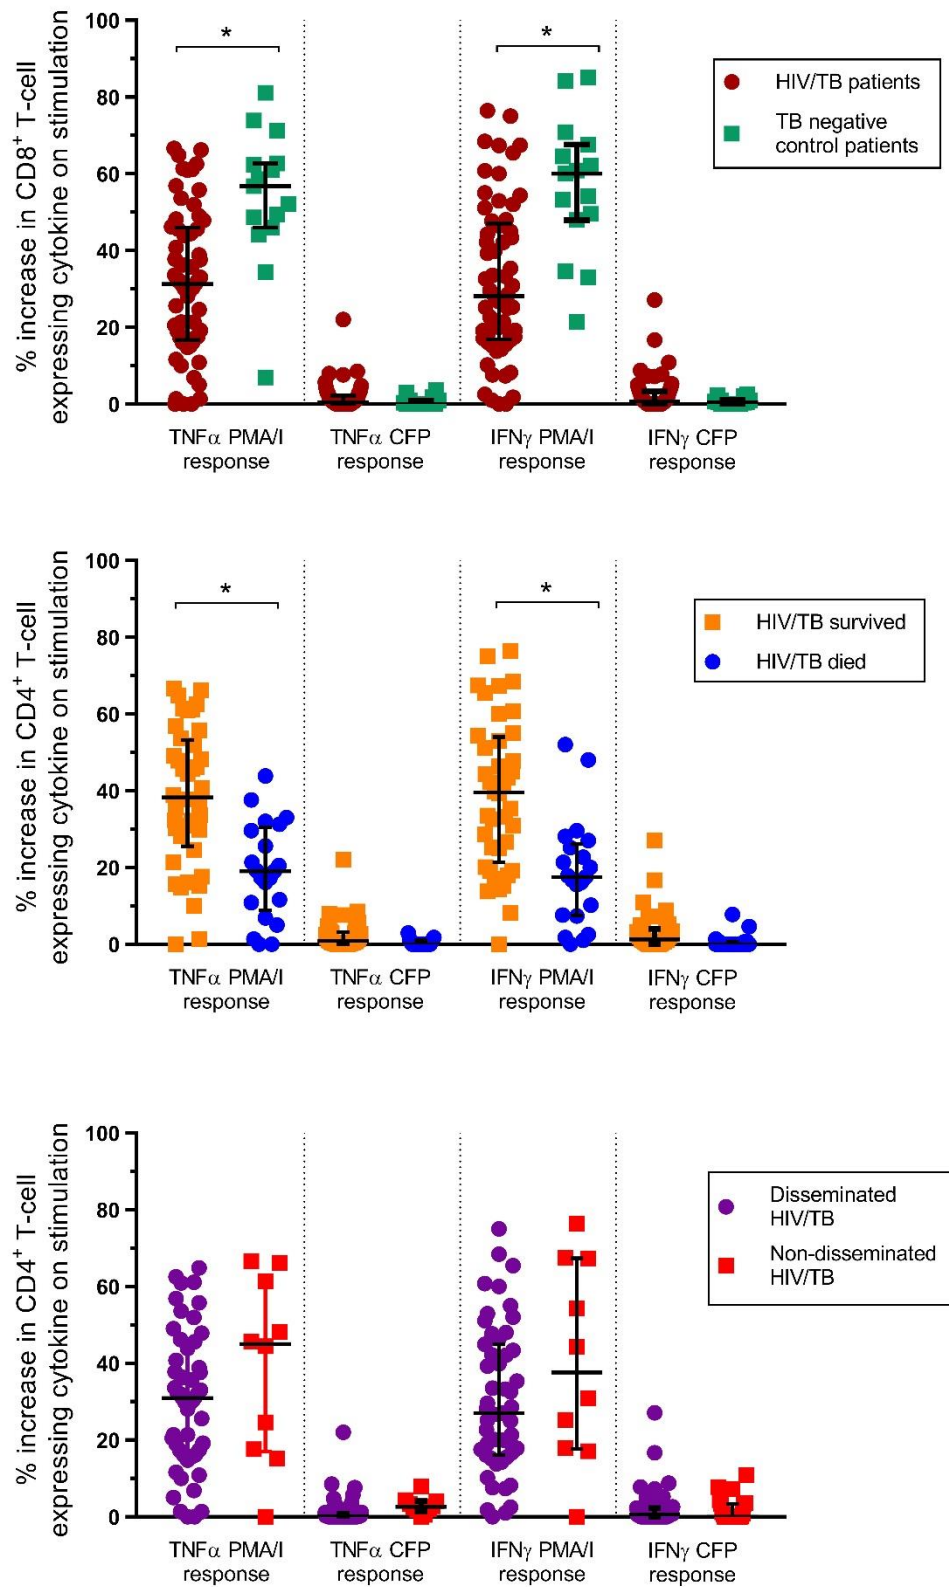 % increase in CD8⁺ T-cell
expressing cytokine on stimulation
100
80
60
40
20
0
*
*
HIV/TB patients
TB negative
control patients
TNFα PMA/I
response
TNFα CFP
response
IFNγ PMA/I
response
IFNγ CFP
response
% increase in CD4⁺ T-cell
expressing cytokine on stimulation
100
80
60
40
20
0
*
*
HIV/TB survived
HIV/TB died
TNFα PMA/I
response
TNFα CFP
response
IFNγ PMA/I
response
IFNγ CFP
response
% increase in CD4⁺ T-cell
expressing cytokine on stimulation
100
80
60
40
20
0
Disseminated
HIV/TB
Non-disseminated
HIV/TB
TNFα PMA/I
response
TNFα CFP
response
IFNγ PMA/I
response
IFNγ CFP
response